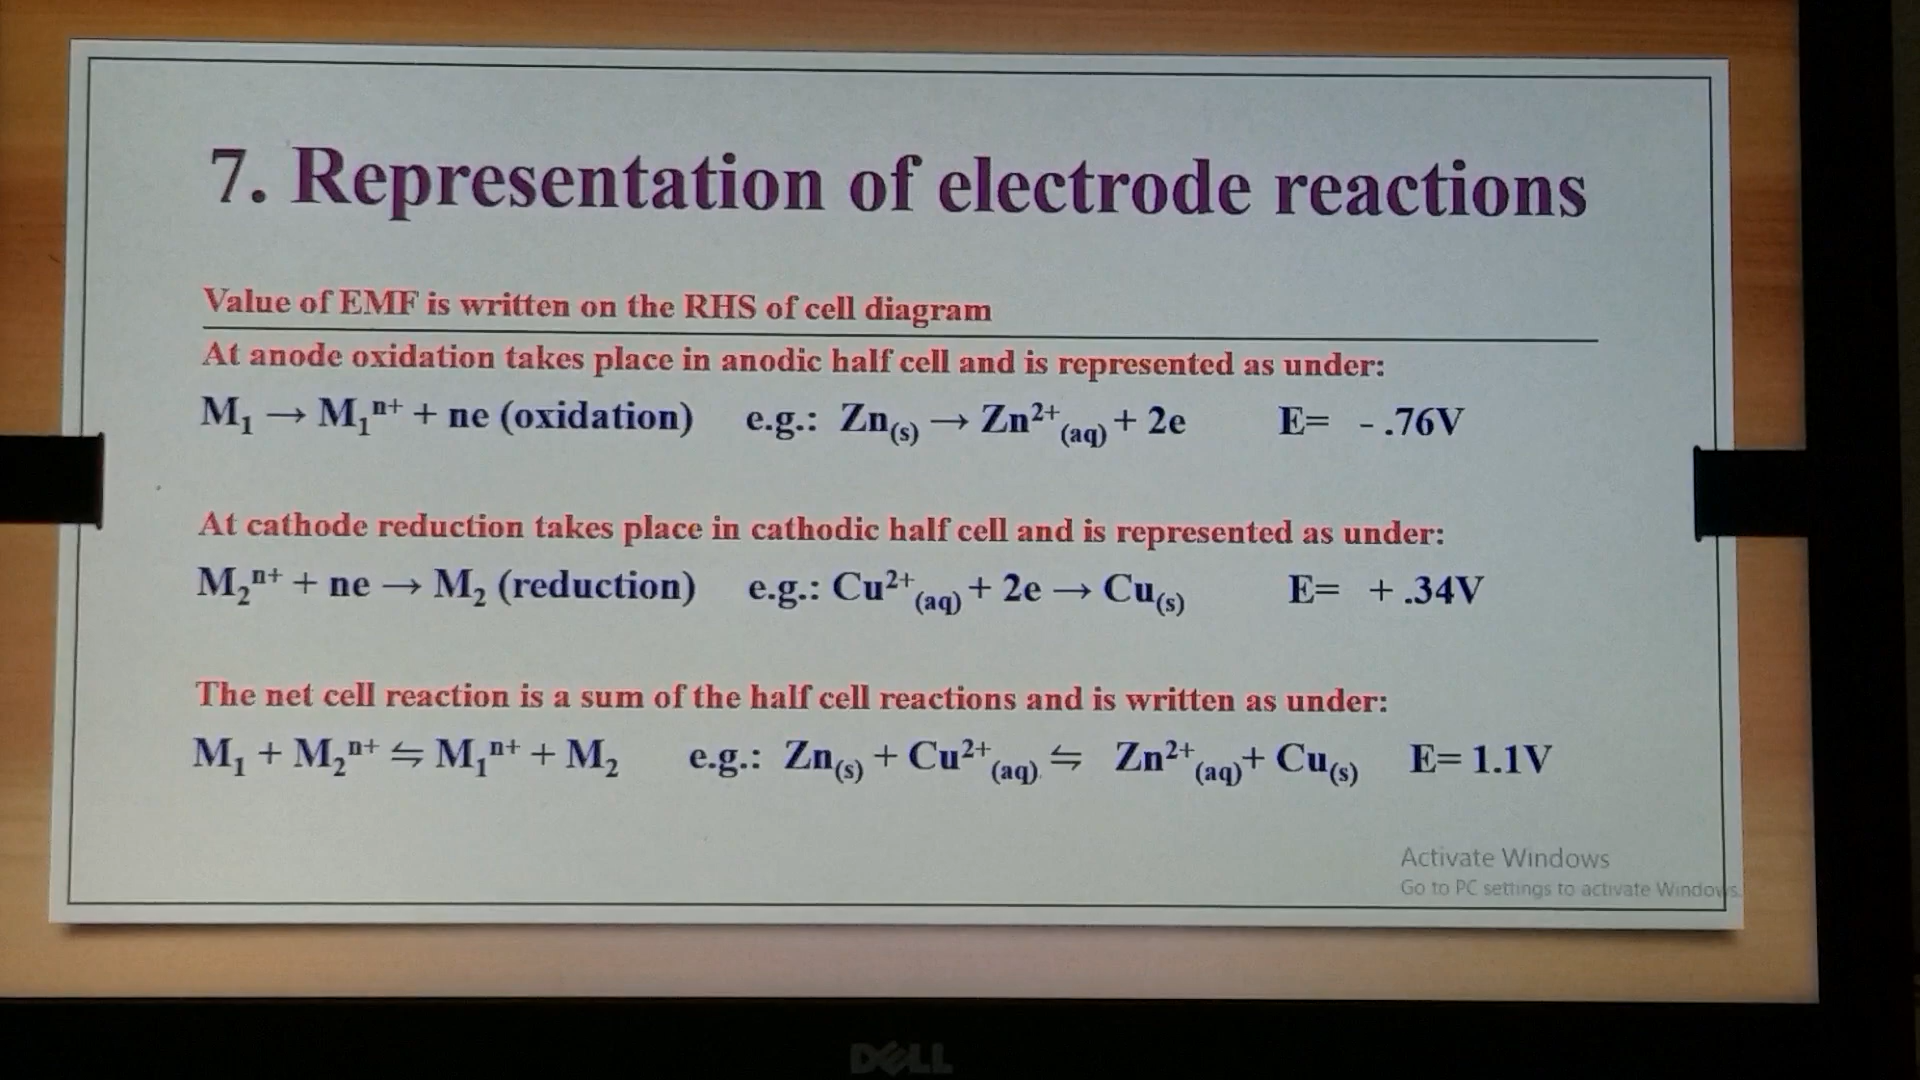 7. Representation of electrode reactions
Value of EMF is written on the RHS of cell diagram
At anode oxidation takes place in anodic half cell and is represented as under:
M₁ → M₁ⁿ⁺ + ne (oxidation) e.g.: Zn₍ₛ₎ → Zn²⁺(aq) + 2e E= - .76V
At cathode reduction takes place in cathodic half cell and is represented as under:
M₂ⁿ⁺ + ne → M₂ (reduction) e.g.: Cu²⁺(aq) + 2e → Cu₍ₛ₎ E= + .34V
The net cell reaction is a sum of the half cell reactions and is written as under:
M₁ + M₂ⁿ⁺ ⇋ M₁ⁿ⁺ + M₂ e.g.: Zn₍ₛ₎ + Cu²⁺(aq) ⇋ Zn²⁺(aq)+ Cu₍ₛ₎ E= 1.1V
Activate Windows
Go to PC settings to activate Windows.
DELL